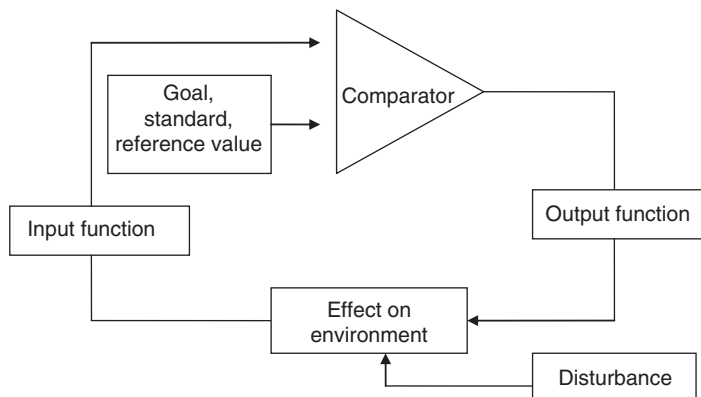 Goal,
standard,
reference value
Comparator
Input function
Output function
Effect on
environment
Disturbance